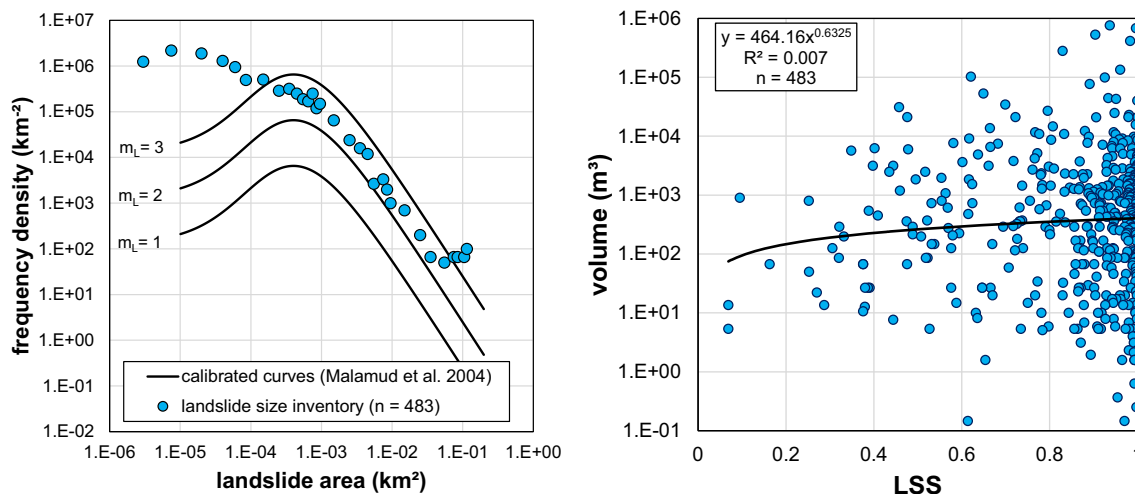 1.E+07
1.E+06
1.E+05
1.E+04
1.E+03
1.E+02
1.E+01
1.E+00
1.E-01
1.E-02
frequency density (km⁻²)
m_L= 3
m_L= 2
m_L= 1
calibrated curves (Malamud et al. 2004)
landslide size inventory (n = 483)
1.E-06 1.E-05 1.E-04 1.E-03 1.E-02 1.E-01 1.E+00
landslide area (km²)
1.E+06
1.E+05
1.E+04
1.E+03
1.E+02
1.E+01
1.E+00
1.E-01
volume (m³)
y = 464.16x^0.6325
R² = 0.007
n = 483
0 0.2 0.4 0.6 0.8
LSS